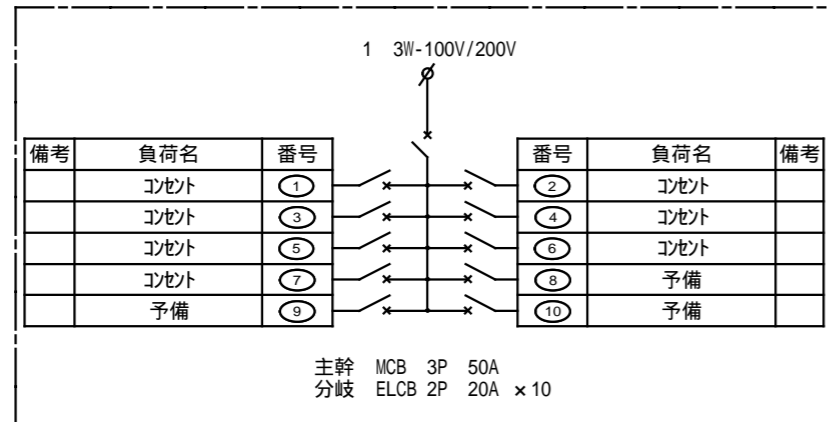 1 3W-100V/200V
備考 負荷名 番号 番号 負荷名 備考
コンセント 1 2 コンセント
コンセント 3 4 コンセント
コンセント 5 6 コンセント
コンセント 7 8 予備
予備 9 10 予備
主幹 MCB 3P 50A
分岐 ELCB 2P 20A ×10